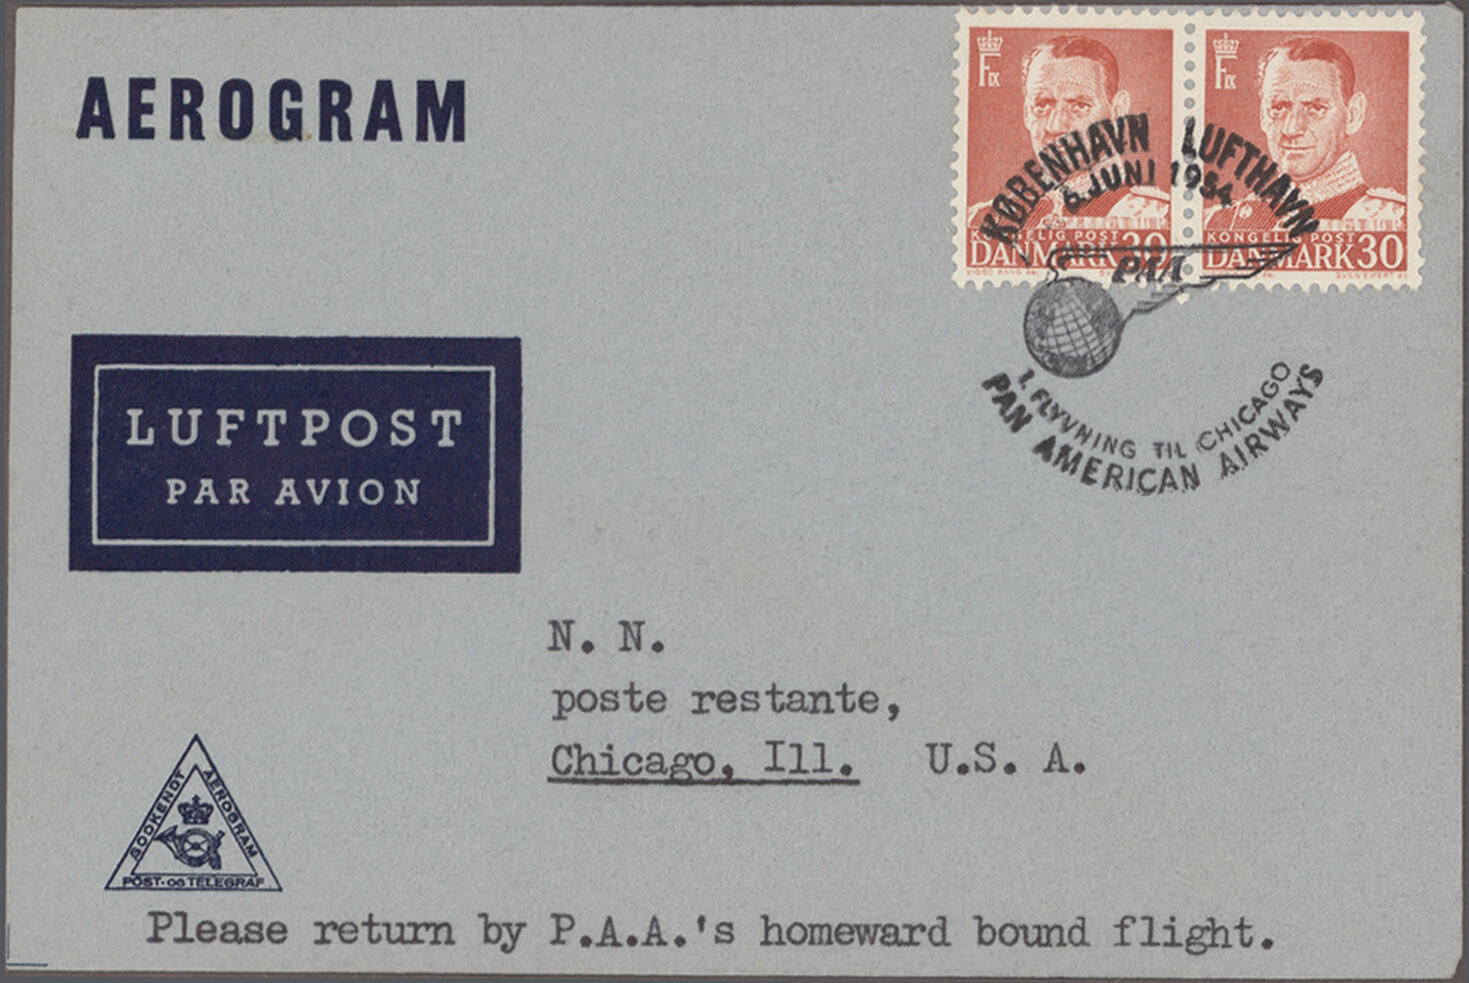 AEROGRAM
F IX
F IX
KONGELIG POST
DANMARK 30
KONGELIG POST
DANMARK 30
KØBENHAVN LUFTHAVN
6. JUNI 1954
PAA
1. FLYVNING TIL CHICAGO
PAN AMERICAN AIRWAYS
LUFTPOST
PAR AVION
N. N.
poste restante,
Chicago, Ill. U.S. A.
GODKENDT AEROGRAM
POST- OG TELEGRAF
Please return by P.A.A.'s homeward bound flight.